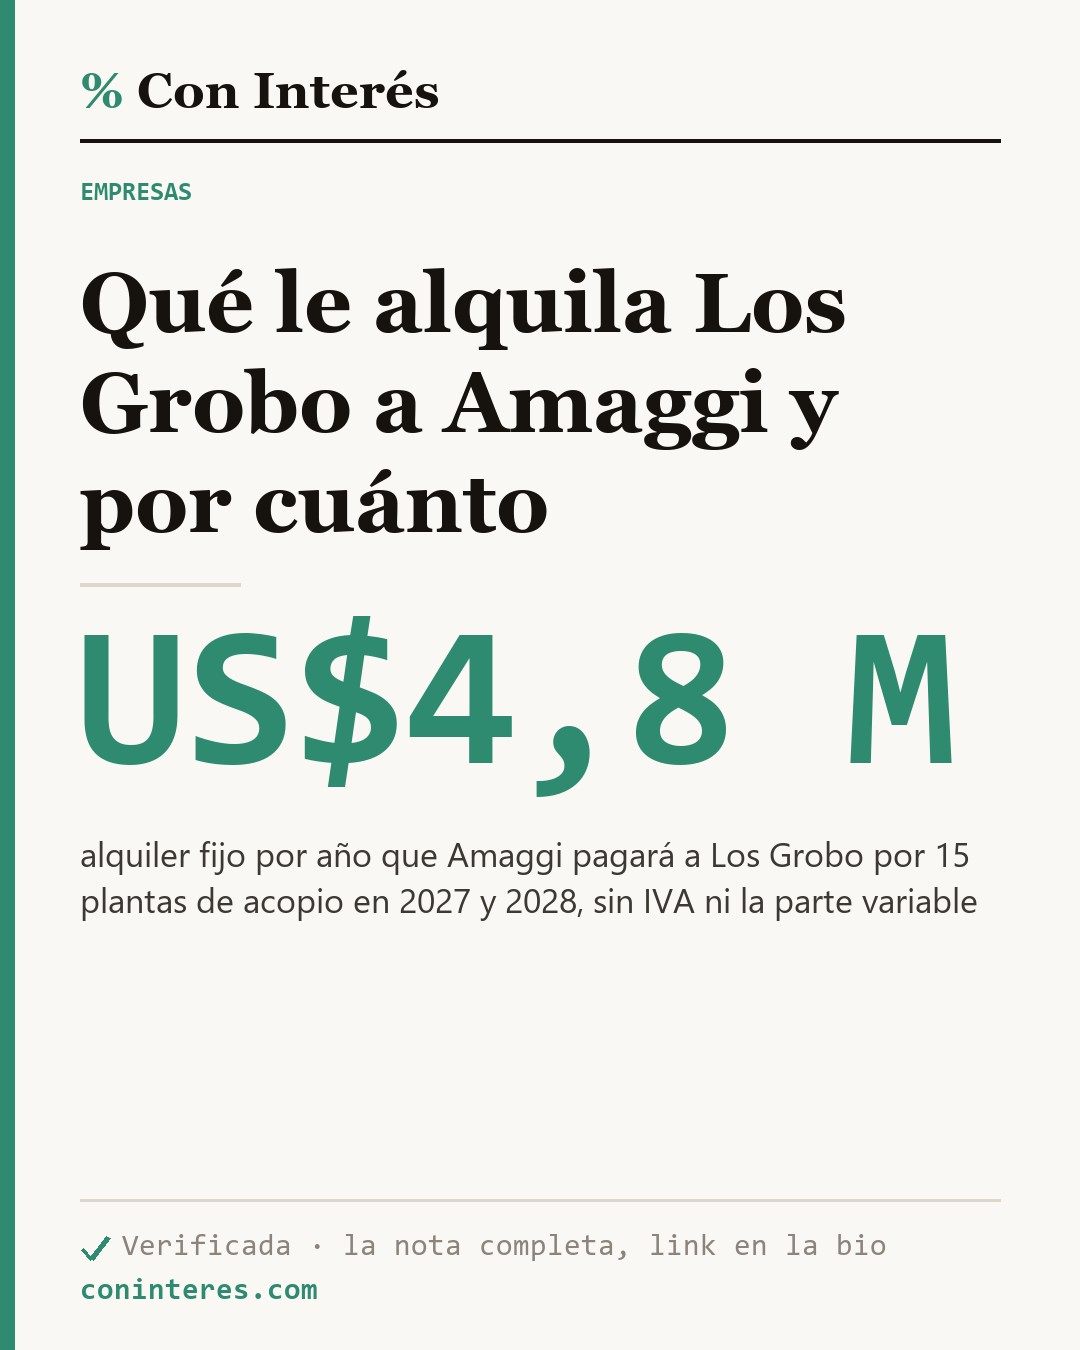 % Con Interés
EMPRESAS
Qué le alquila Los
Grobo a Amaggi y
por cuánto
US$4,8 M
alquiler fijo por año que Amaggi pagará a Los Grobo por 15
plantas de acopio en 2027 y 2028, sin IVA ni la parte variable
✓ Verificada · la nota completa, link en la bio
coninteres.com